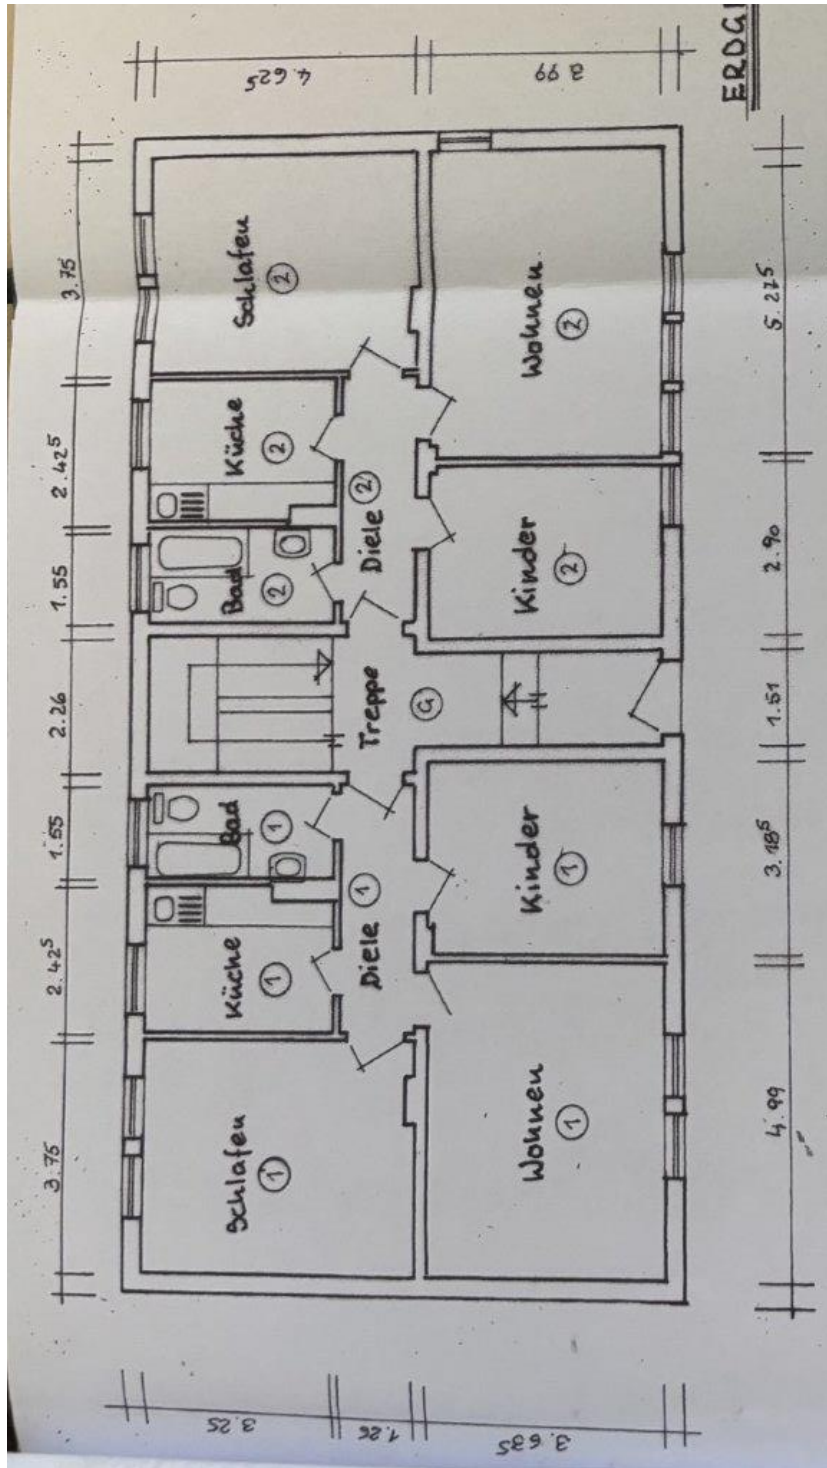 3.75 2.425 1.55 2.26 1.55 2.425 3.75
3.25
1.26
3.635
4.625
3.99
Schlafen 1
Küche 1
Bad 1
Bad 2
Küche 2
Schlafen 2
Diele 1
Treppe G
Diele 2
Wohnen 1
Kinder 1
Kinder 2
Wohnen 2
4.99 3.185 1.51 2.90 5.225
ERDG